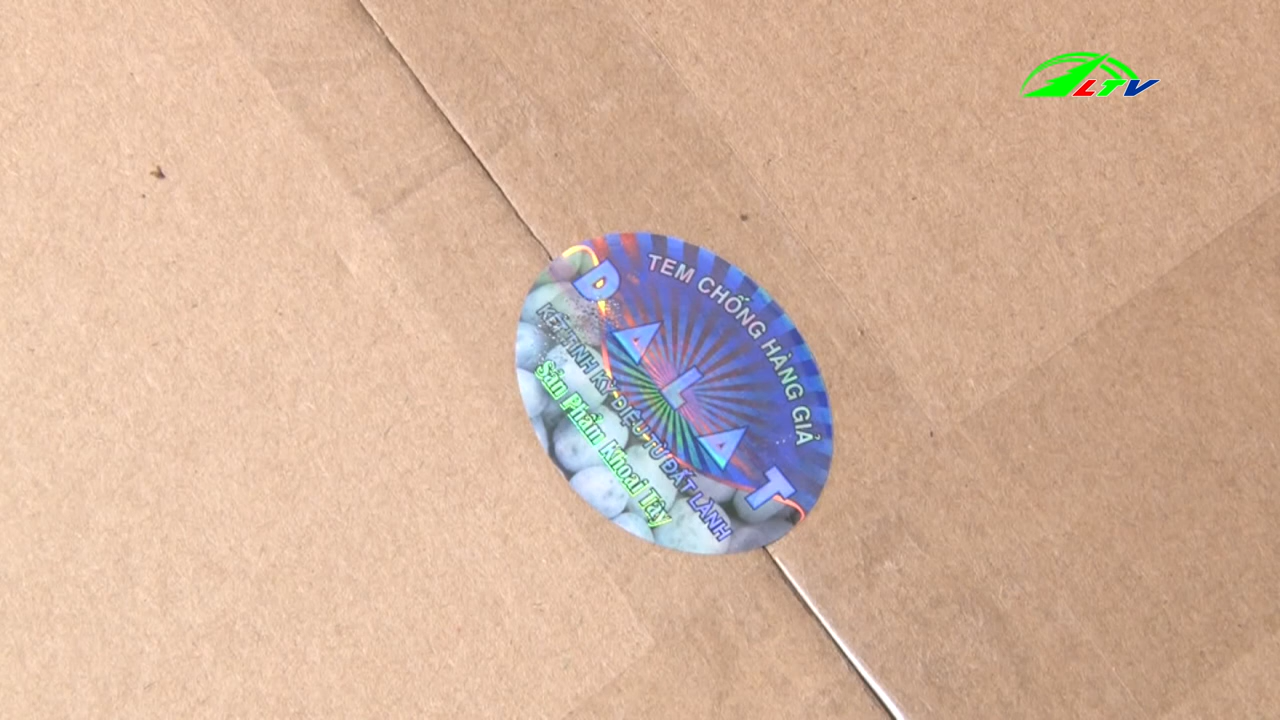 LTV
TEM CHỐNG HÀNG GIẢ
DALAT
KẾT TINH KỲ DIỆU TỪ ĐẤT LÀNH
Sản Phẩm Khoai Tây